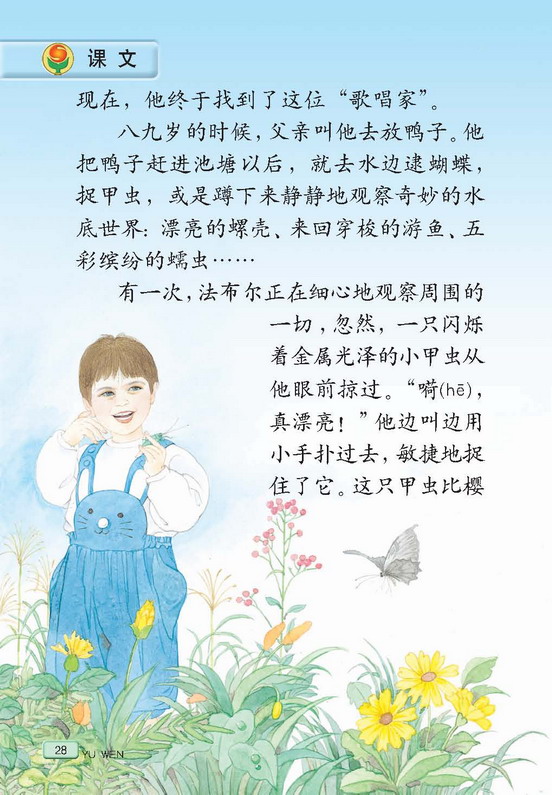 课文
现在，他终于找到了这位“歌唱家”。
八九岁的时候，父亲叫他去放鸭子。他
把鸭子赶进池塘以后，就去水边逮蝴蝶，
捉甲虫，或是蹲下来静静地观察奇妙的水
底世界：漂亮的螺壳、来回穿梭的游鱼、五
彩缤纷的蠕虫……
有一次，法布尔正在细心地观察周围的
一切，忽然，一只闪烁
着金属光泽的小甲虫从
他眼前掠过。“嗬(hē)，
真漂亮！”他边叫边用
小手扑过去，敏捷地捉
住了它。这只甲虫比樱
28
YU WEN